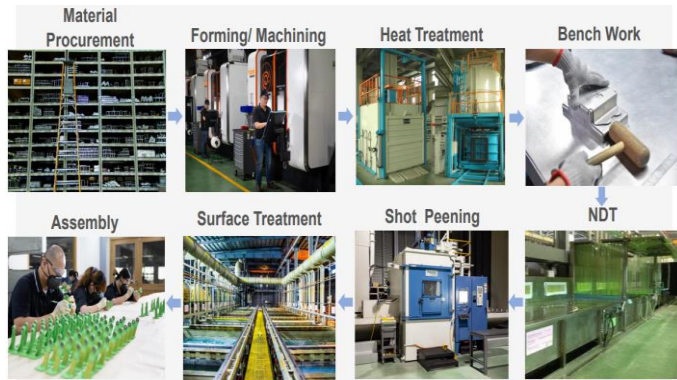 Material
Procurement
Forming/ Machining
Heat Treatment
Bench Work
NDT
Shot Peening
Surface Treatment
Assembly